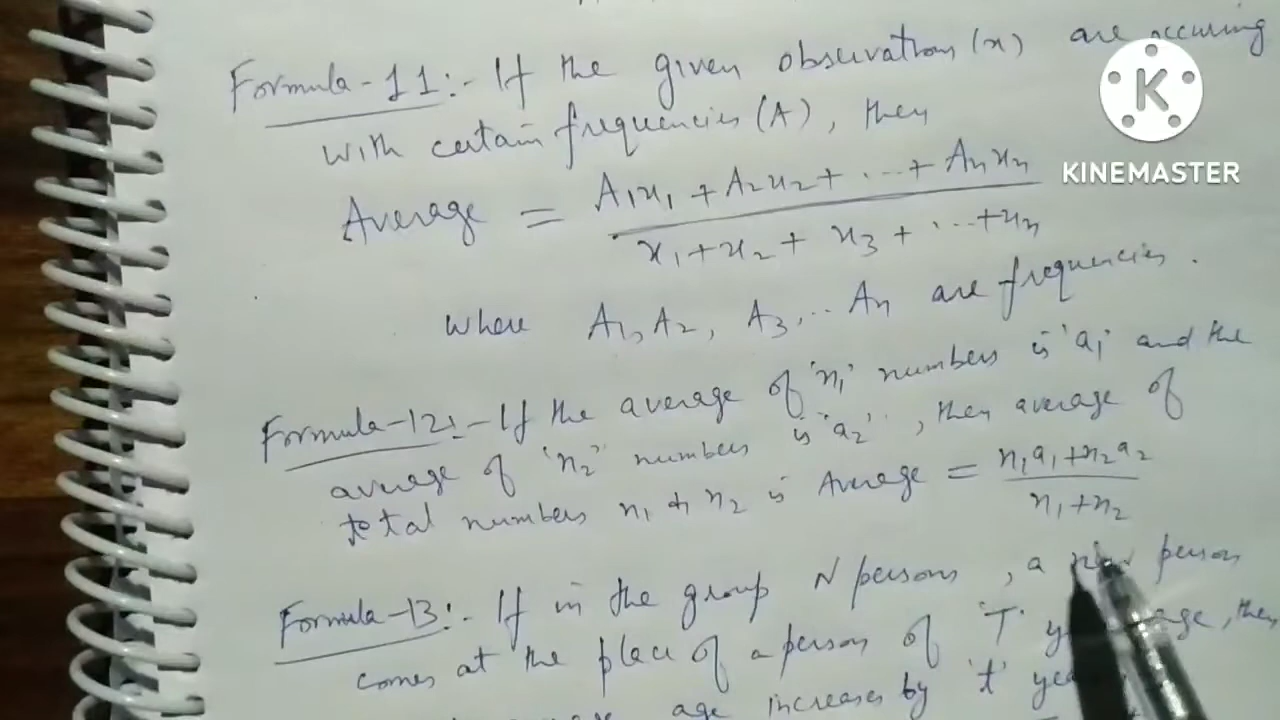 Formula-11:- If the given observations (x) are occuring
with certain frequencies (A), then
Average = A₁x₁ + A₂x₂ + ... + Aₙxₙ
x₁ + x₂ + x₃ + ... + xₙ
where A₁, A₂, A₃, ... Aₙ are frequencies.
Formula-12:- If the average of 'n₁' numbers is 'a₁' and the
average of 'n₂' numbers is 'a₂', then average of
total numbers n₁ & n₂ is Average = n₁a₁ + n₂a₂
n₁ + n₂
Formula-13:- If in the group N persons, a new person
comes at the place of a person of 'T' age, then
age increases by 't'
K
KINEMASTER